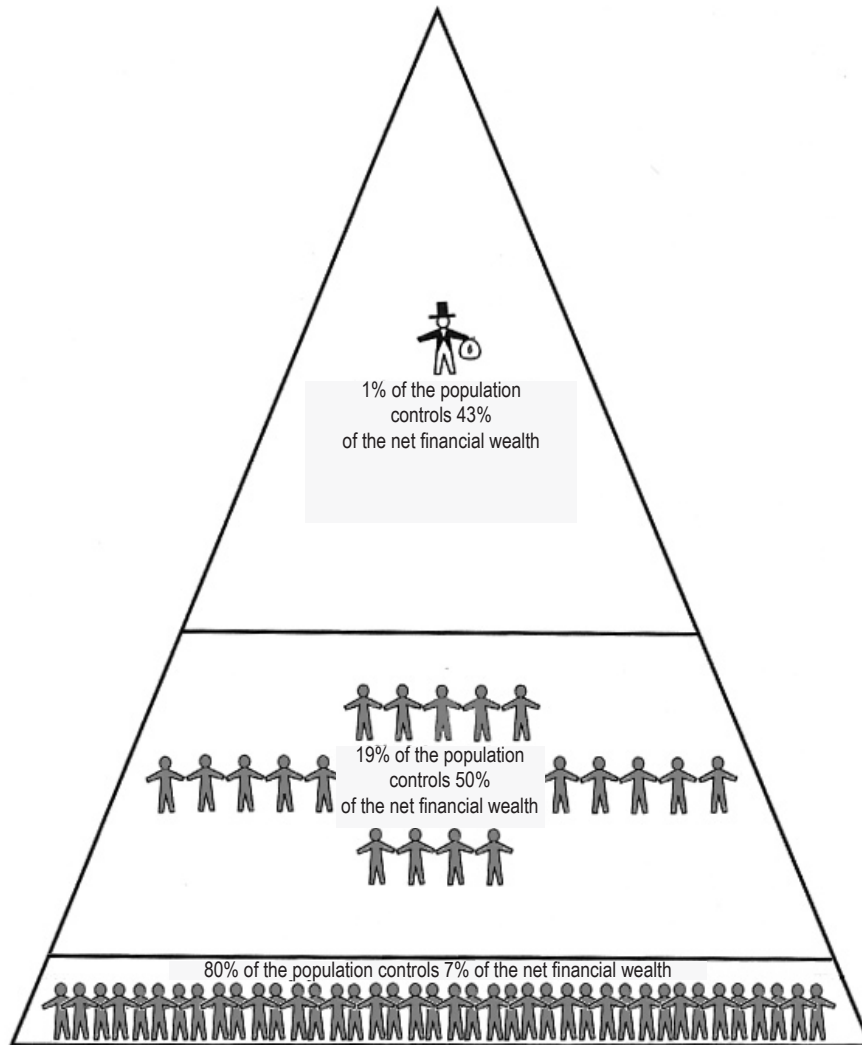 1% of the population
controls 43%
of the net financial wealth
19% of the population
controls 50%
of the net financial wealth
80% of the population controls 7% of the net financial wealth